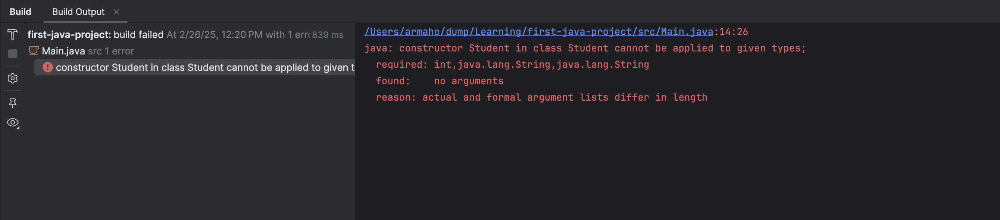 Build Build Output
first-java-project: build failed At 2/26/25, 12:20 PM with 1 err 839 ms
Main.java src 1 error
constructor Student in class Student cannot be applied to given t
/Users/armaho/dump/Learning/first-java-project/src/Main.java:14:26
java: constructor Student in class Student cannot be applied to given types;
required: int,java.lang.String,java.lang.String
found: no arguments
reason: actual and formal argument lists differ in length